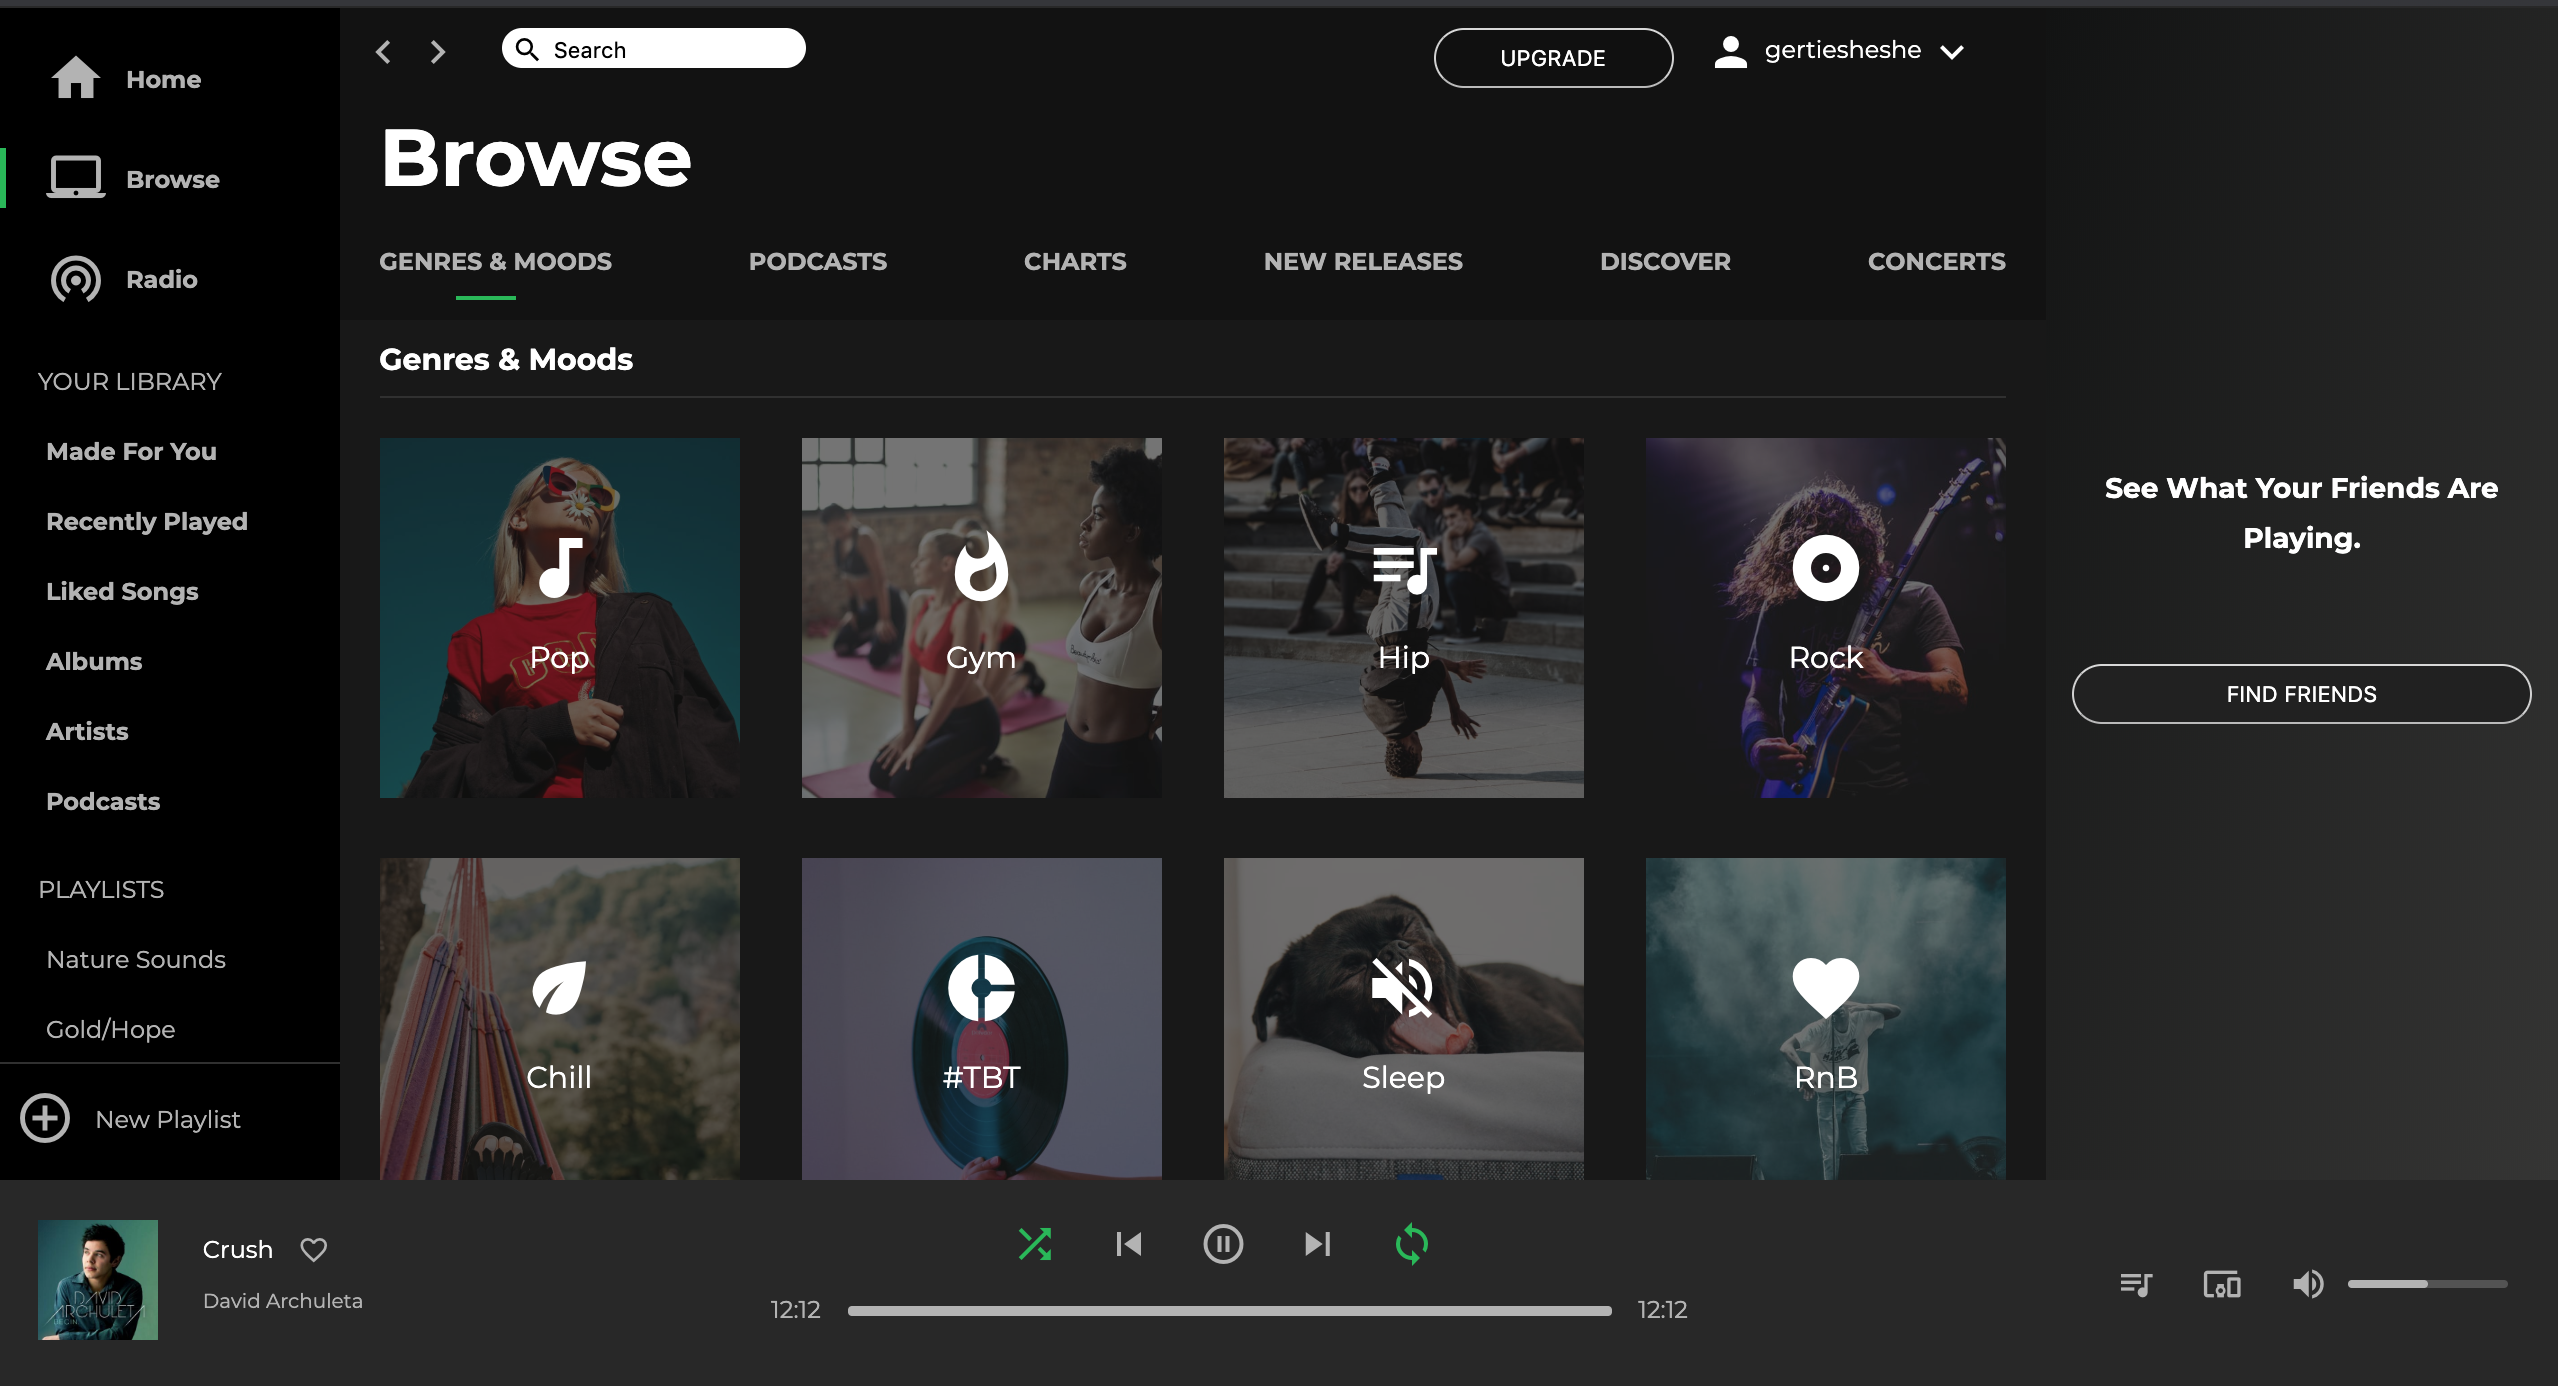 Home
Browse
Radio
YOUR LIBRARY
Made For You
Recently Played
Liked Songs
Albums
Artists
Podcasts
PLAYLISTS
Nature Sounds
Gold/Hope
New Playlist
Search
UPGRADE
gertiesheshe
Browse
GENRES & MOODS
PODCASTS
CHARTS
NEW RELEASES
DISCOVER
CONCERTS
Genres & Moods
Pop
Gym
Hip
Rock
Chill
#TBT
Sleep
RnB
See What Your Friends Are
Playing.
FIND FRIENDS
DAVID
ARCHULETA
Crush
David Archuleta
12:12
12:12